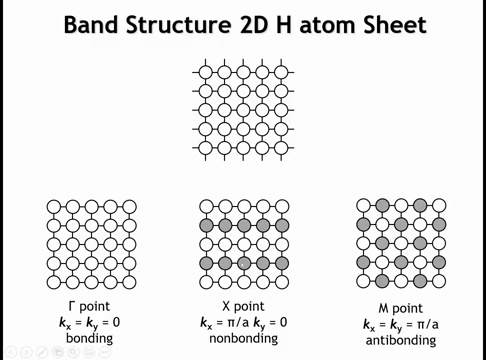 Band Structure 2D H atom Sheet
Γ point
kx = ky = 0
bonding
X point
kx = π/a ky = 0
nonbonding
M point
kx = ky = π/a
antibonding